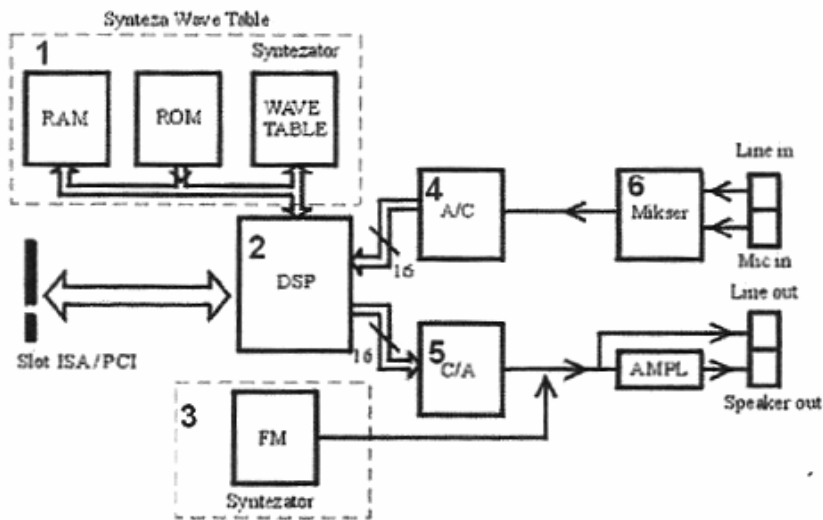 Synteza Wave Table
1
Syntezator
RAM
ROM
WAVE
TABLE
2
DSP
4
A/C
6
Mikser
Line in
Mic in
16
Slot ISA/PCI
16
5
C/A
AMPL
Line out
Speaker out
3
FM
Syntezator